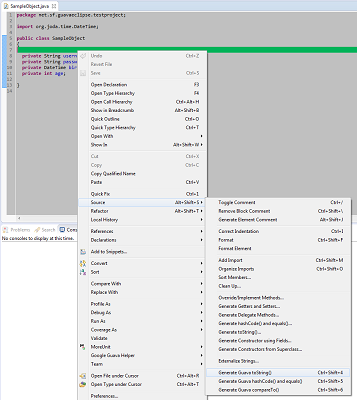 SampleObject.java
1 package net.sf.guavaeclipse.testproject;
2
3 import org.joda.time.DateTime;
4
5 public class SampleObject
6 {
7
8 private String usern
9 private String passw
10 private DateTime bir
11 private int age;
12
13 }
14
Undo Ctrl+Z
Revert File
Save Ctrl+S
Open Declaration F3
Open Type Hierarchy F4
Open Call Hierarchy Ctrl+Alt+H
Show in Breadcrumb Alt+Shift+B
Quick Outline Ctrl+O
Quick Type Hierarchy Ctrl+T
Open With
Show In Alt+Shift+W
Cut Ctrl+X
Copy Ctrl+C
Copy Qualified Name
Paste Ctrl+V
Quick Fix Ctrl+1
Source Alt+Shift+S
Refactor Alt+Shift+T
Local History
References
Declarations
Add to Snippets...
Convert
Sort
Compare With
Replace With
Profile As
Debug As
Run As
Coverage As
Validate
Team
MoreUnit
Google Guava Helper
Open File under Cursor Ctrl+Alt+R
Open Type under Cursor Ctrl+Alt+T
Preferences...
Problems Search Cons
No consoles to display at this time.
Toggle Comment Ctrl+/
Remove Block Comment Ctrl+Shift+\
Generate Element Comment Alt+Shift+J
Correct Indentation Ctrl+I
Format Ctrl+Shift+F
Format Element
Add Import Ctrl+Shift+M
Organize Imports Ctrl+Shift+O
Sort Members...
Clean Up...
Override/Implement Methods...
Generate Getters and Setters...
Generate Delegate Methods...
Generate hashCode() and equals()...
Generate toString()...
Generate Constructor using Fields...
Generate Constructors from Superclass...
Externalize Strings...
Generate Guava toString() Ctrl+Shift+4
Generate Guava hashCode() and equals() Ctrl+Shift+5
Generate Guava compareTo() Ctrl+Shift+6